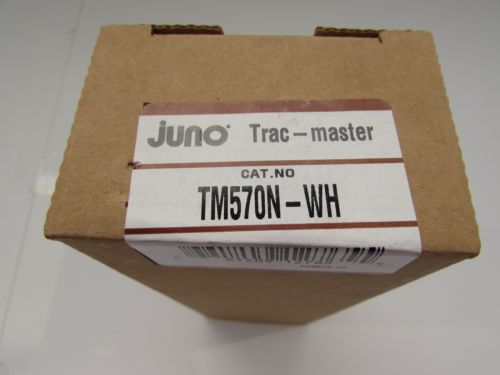 juno® Trac-master
CAT.NO
TM570N-WH